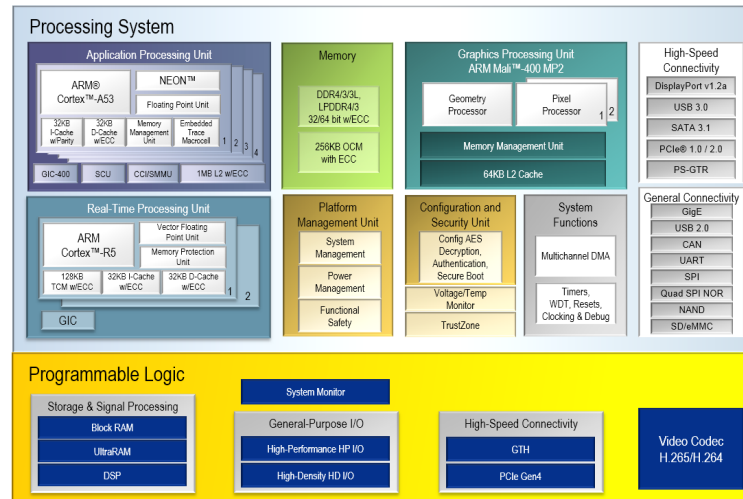 Processing System
Application Processing Unit
ARM®
Cortex™-A53
NEON™
Floating Point Unit
32KB
I-Cache
w/Parity
32KB
D-Cache
w/ECC
Memory
Management
Unit
Embedded
Trace
Macrocell
1
2
3
4
GIC-400
SCU
CCI/SMMU
1MB L2 w/ECC
Memory
DDR4/3/3L,
LPDDR4/3
32/64 bit w/ECC
256KB OCM
with ECC
Graphics Processing Unit
ARM Mali™-400 MP2
Geometry
Processor
Pixel
Processor
1
2
Memory Management Unit
64KB L2 Cache
High-Speed
Connectivity
DisplayPort v1.2a
USB 3.0
SATA 3.1
PCIe® 1.0 / 2.0
PS-GTR
Real-Time Processing Unit
ARM
Cortex™-R5
Vector Floating
Point Unit
Memory Protection
Unit
128KB
TCM w/ECC
32KB I-Cache
w/ECC
32KB D-Cache
w/ECC
1
2
GIC
Platform
Management Unit
System
Management
Power
Management
Functional
Safety
Configuration and
Security Unit
Config AES
Decryption,
Authentication,
Secure Boot
Voltage/Temp
Monitor
TrustZone
System
Functions
Multichannel DMA
Timers,
WDT, Resets,
Clocking & Debug
General Connectivity
GigE
USB 2.0
CAN
UART
SPI
Quad SPI NOR
NAND
SD/eMMC
Programmable Logic
Storage & Signal Processing
Block RAM
UltraRAM
DSP
System Monitor
General-Purpose I/O
High-Performance HP I/O
High-Density HD I/O
High-Speed Connectivity
GTH
PCIe Gen4
Video Codec
H.265/H.264